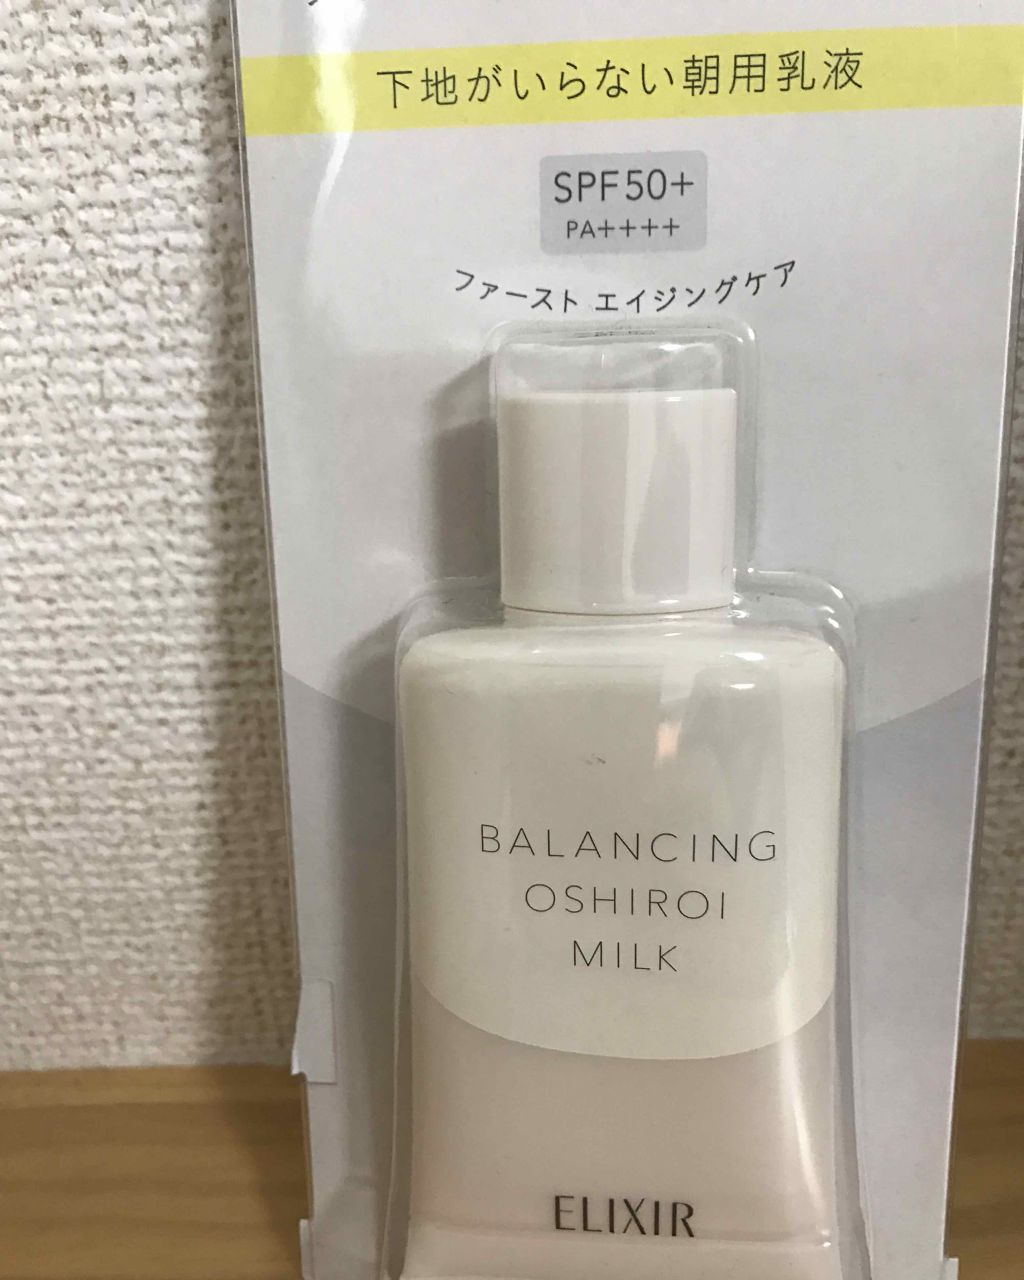 下地がいらない朝用乳液
SPF50+
PA++++
ファースト エイジングケア
BALANCING
OSHIROI
MILK
ELIXIR